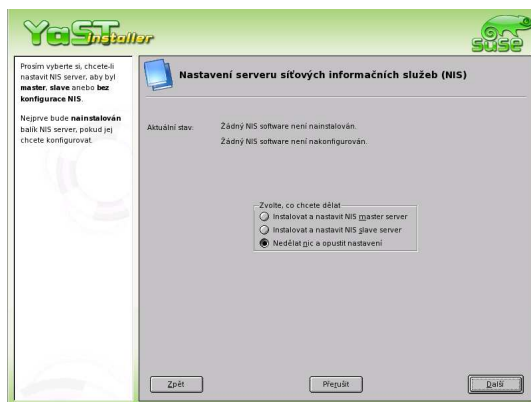 YaST Installer
SUSE
Prosím vyberte si, chcete-li
nastavit NIS server, aby byl
master, slave anebo bez
konfigurace NIS.
Nejprve bude nainstalován
balík NIS server, pokud jej
chcete konfigurovat.
Nastavení serveru síťových informačních služeb (NIS)
Aktuální stav:
Žádný NIS software není nainstalován.
Žádný NIS software není nakonfigurován.
Zvolte, co chcete dělat
Instalovat a nastavit NIS master server
Instalovat a nastavit NIS slave server
Nedělat nic a opustit nastavení
Zpět
Přerušit
Další